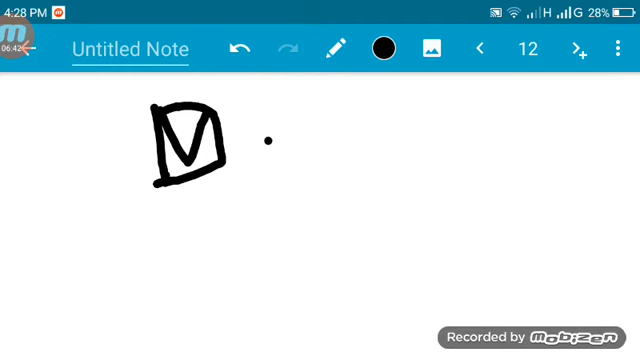 4:28 PM H G 28%
06:42 Untitled Note 12
V
Recorded by mobizen